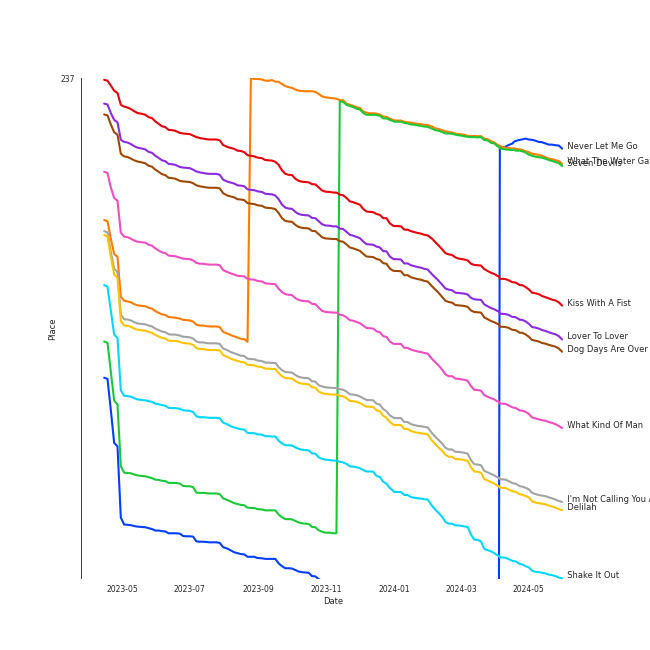 237
Never Let Me Go
What The Water
Seven Devils
Kiss With A Fist
Lover To Lover
Dog Days Are Over
What Kind Of Man
I'm Not Calling You
Delilah
Shake It Out
Place
2023-05 2023-07 2023-09 2023-11 2024-01 2024-03 2024-05
Date